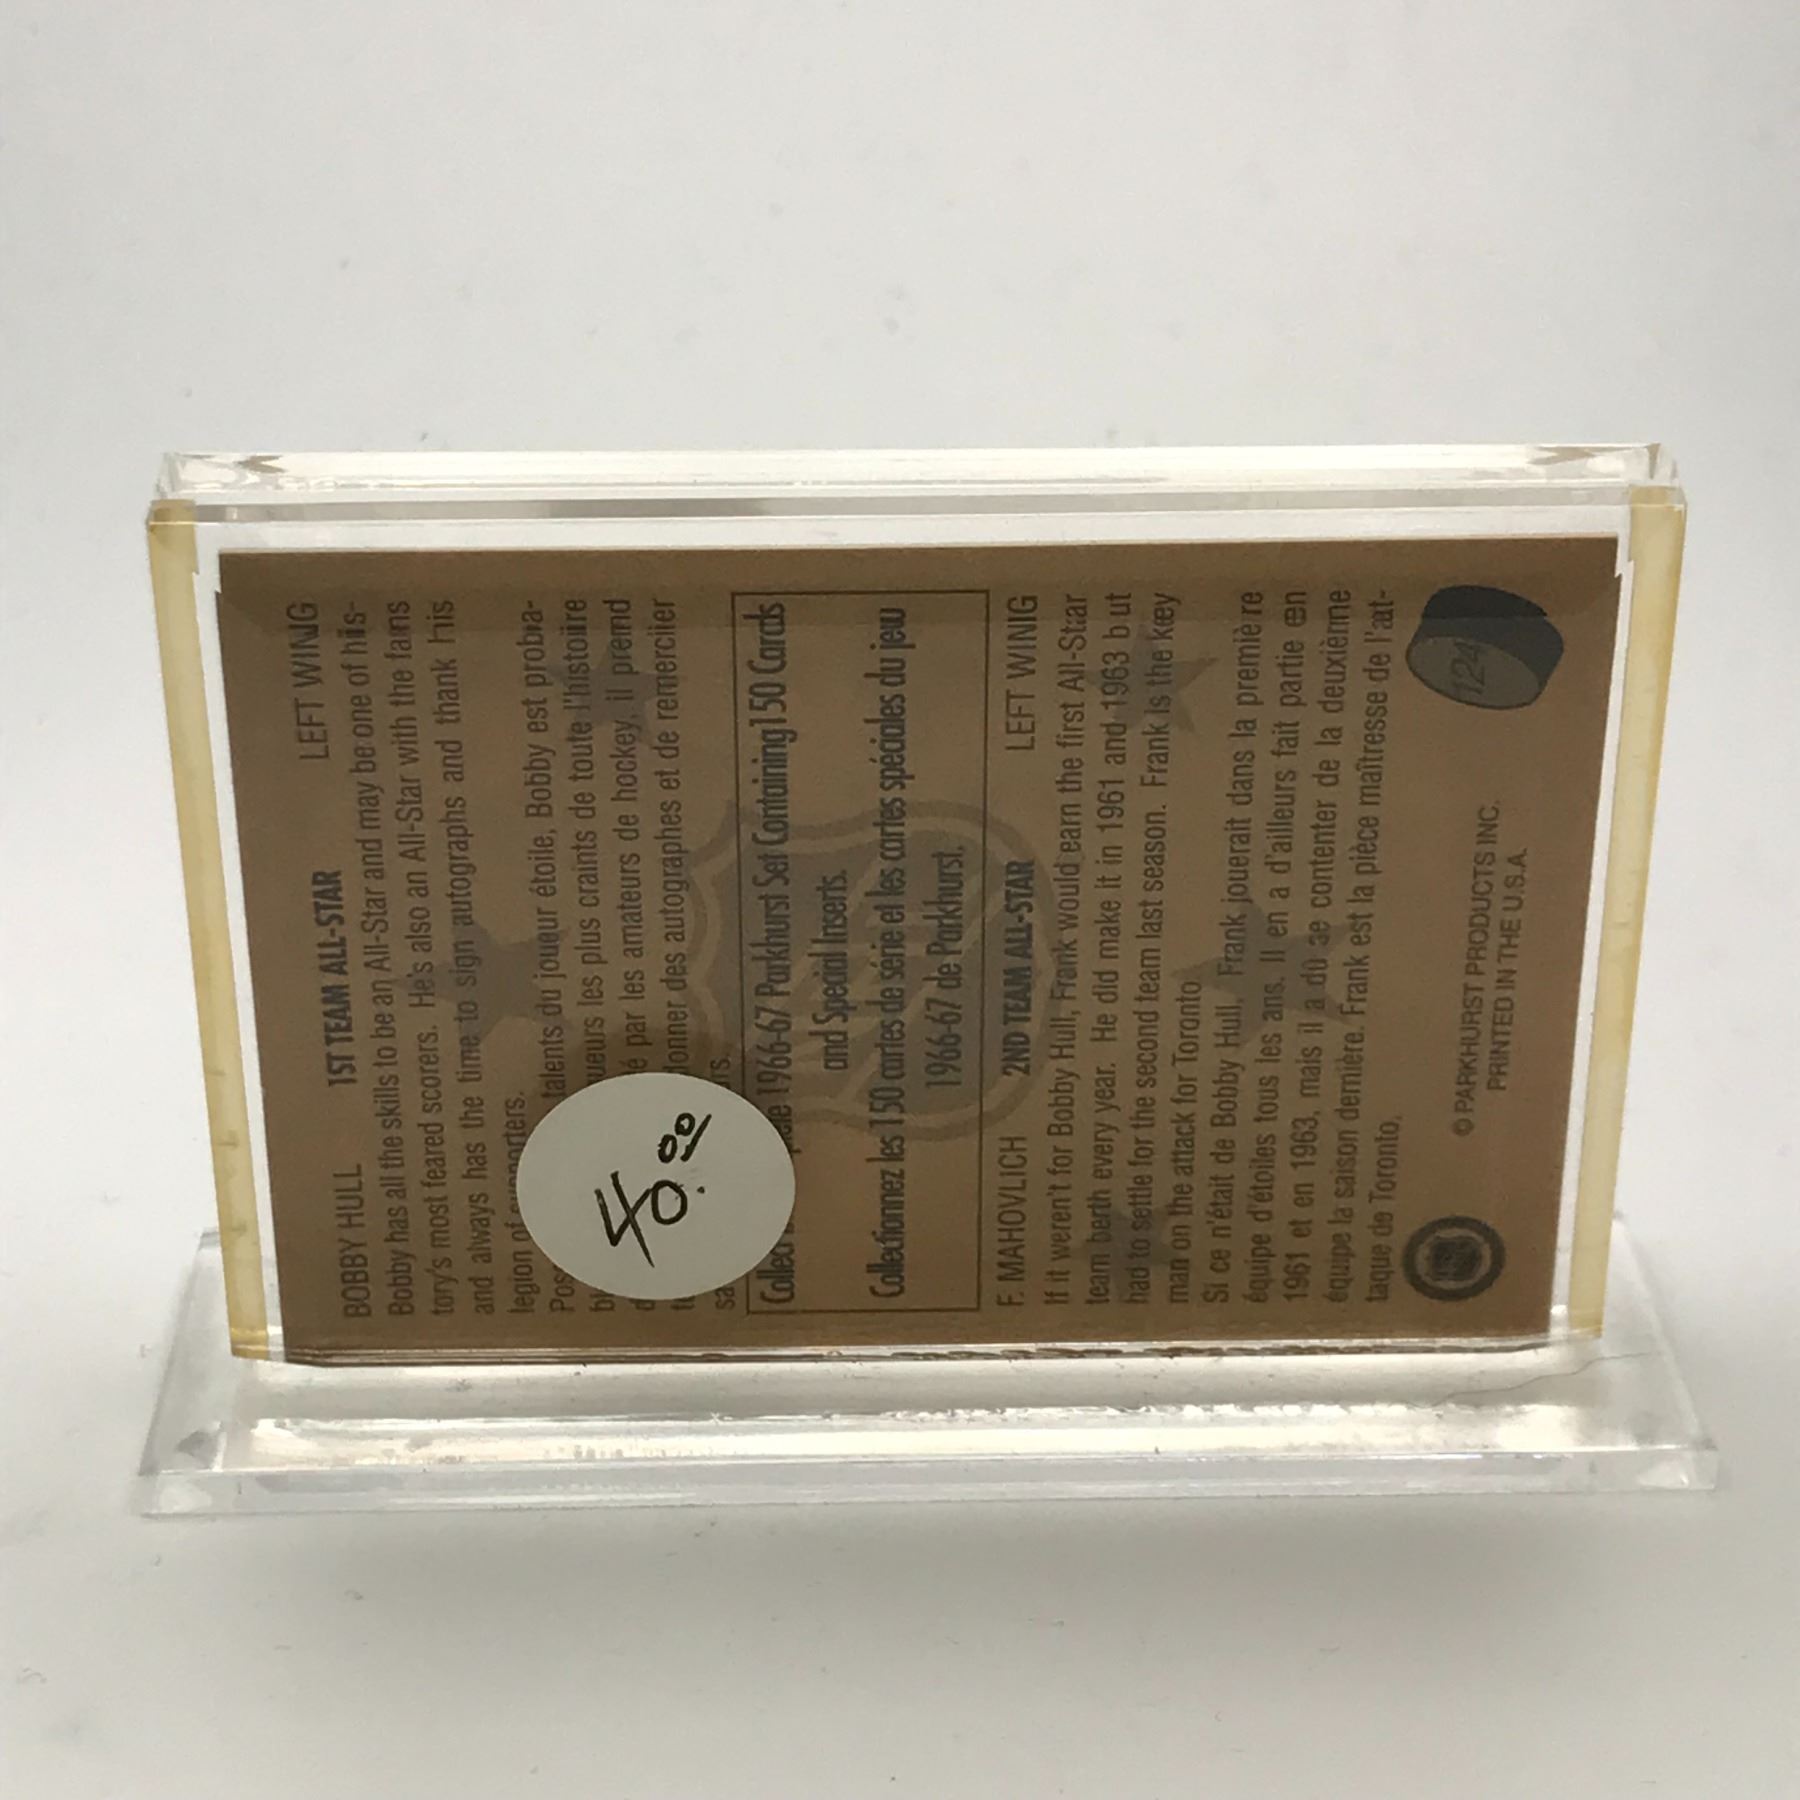 BOBBY HULL 1ST TEAM ALL-STAR LEFT WING
Bobby has all the skills to be an All-Star and may be one of his-
tory's most feared scorers. He's also an All-Star with the fans
and always has the time to sign autographs and thank his
legion of supporters.
talents du joueur étoile, Bobby est proba-
ueurs les plus craints de toute l'histoire
par les amateurs de hockey, il prend
des autographes et de remercier
Collect 1966-67 Parkhurst Set Containing 150 Cards
and Special Inserts.
Collectionnez les 150 cartes de série et les cartes spéciales du jeu
1966-67 de Parkhurst.
F. MAHOVLICH 2ND TEAM ALL-STAR LEFT WING
If it weren't for Bobby Hull, Frank would earn the first All-Star
team berth every year. He did make it in 1961 and 1963 but
had to settle for the second team last season. Frank is the key
man on the attack for Toronto.
Si ce n'était de Bobby Hull, Frank jouerait dans la première
équipe d'étoiles tous les ans. Il en a d'ailleurs fait partie en
1961 et en 1963, mais il a dû se contenter de la deuxième
équipe la saison dernière. Frank est la pièce maîtresse de l'at-
taque de Toronto.
© PARKHURST PRODUCTS INC.
PRINTED IN THE U.S.A.
124
40.00